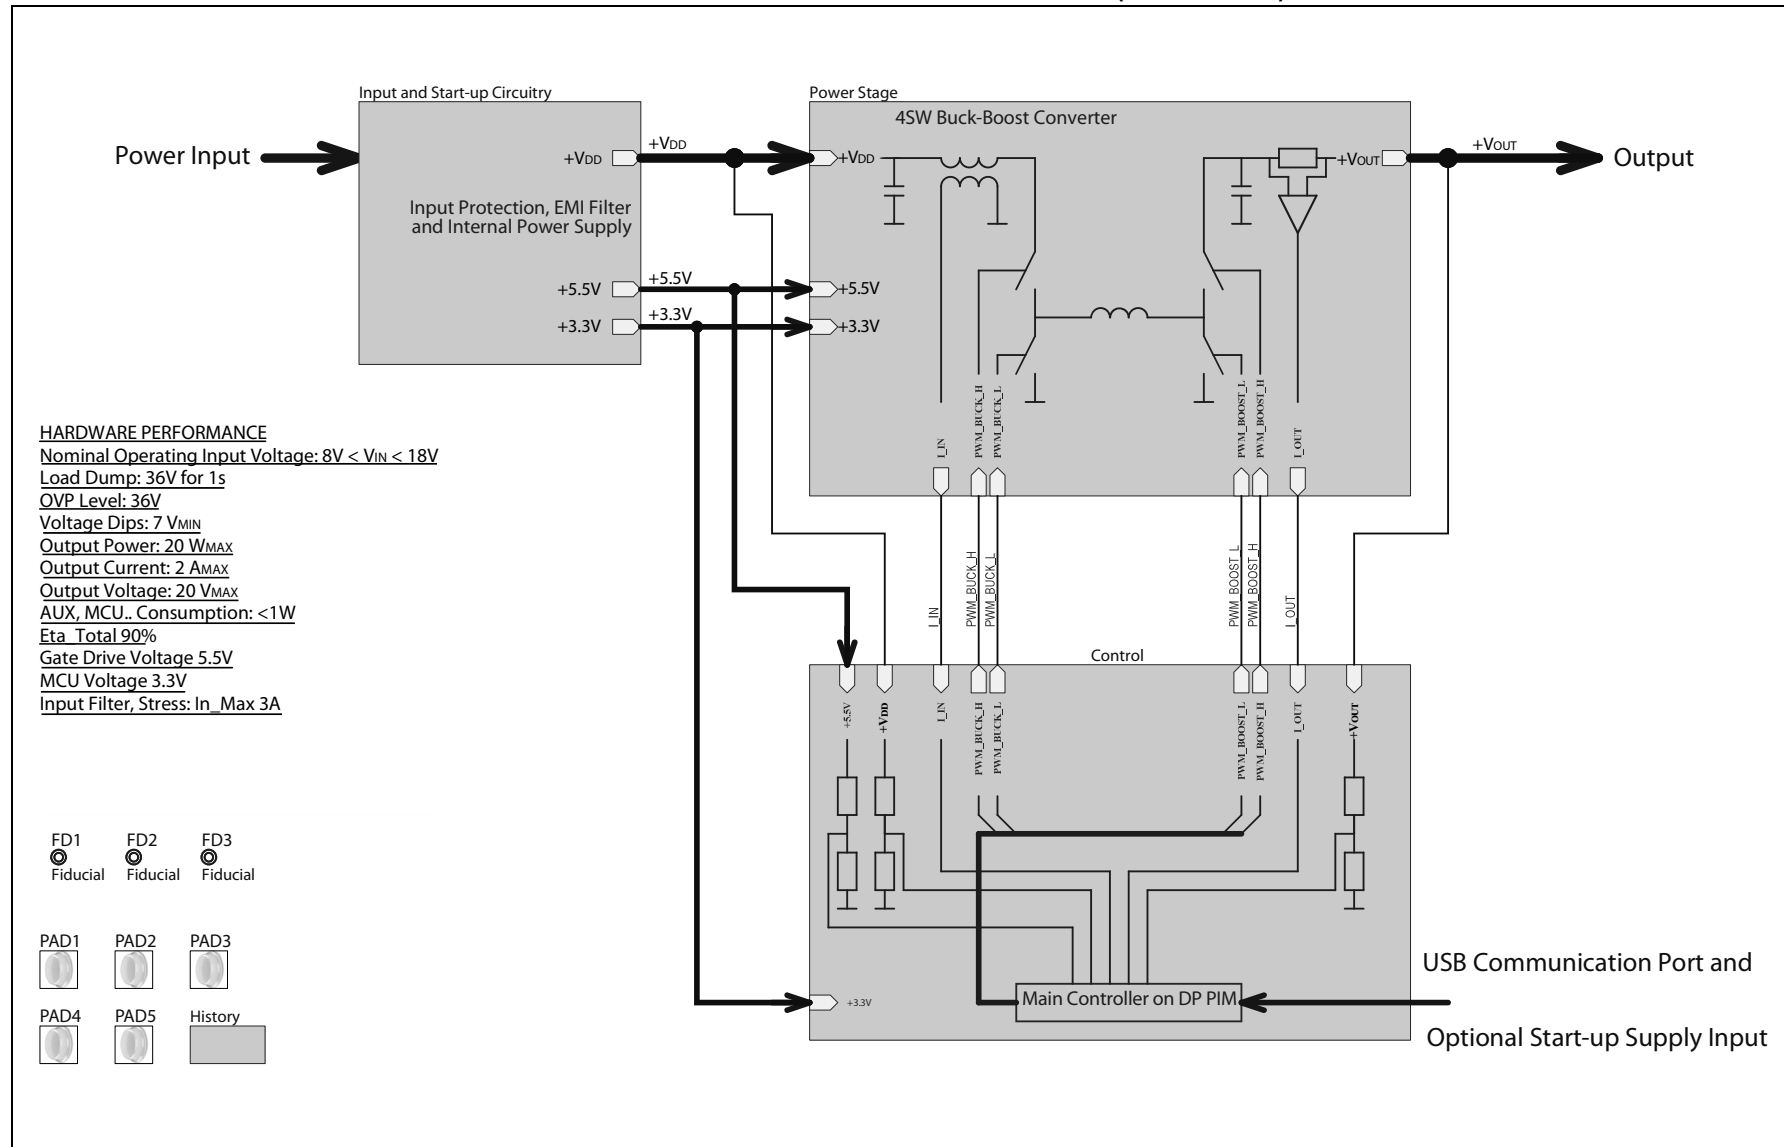 Input and Start-up Circuitry
Power Stage
4SW Buck-Boost Converter
Power Input
+VDD
+VDD
+VDD
+VOUT
+VOUT
Output
Input Protection, EMI Filter
and Internal Power Supply
+5.5V
+5.5V
+5.5V
+3.3V
+3.3V
+3.3V
I_IN
PWM_BUCK_H
PWM_BUCK_L
PWM_BOOST_L
PWM_BOOST_H
I_OUT
HARDWARE PERFORMANCE
Nominal Operating Input Voltage: 8V < VIN < 18V
Load Dump: 36V for 1s
OVP Level: 36V
Voltage Dips: 7 VMIN
Output Power: 20 WMAX
Output Current: 2 AMAX
Output Voltage: 20 VMAX
AUX, MCU.. Consumption: <1W
Eta_Total 90%
Gate Drive Voltage 5.5V
MCU Voltage 3.3V
Input Filter, Stress: In_Max 3A
I_IN
PWM_BUCK_H
PWM_BUCK_L
PWM_BOOST_L
PWM_BOOST_H
I_OUT
Control
+5.5V
+VDD
I_IN
PWM_BUCK_H
PWM_BUCK_L
PWM_BOOST_L
PWM_BOOST_H
I_OUT
+VOUT
FD1
FD2
FD3
Fiducial
Fiducial
Fiducial
PAD1
PAD2
PAD3
PAD4
PAD5
History
+3.3V
Main Controller on DP PIM
USB Communication Port and
Optional Start-up Supply Input